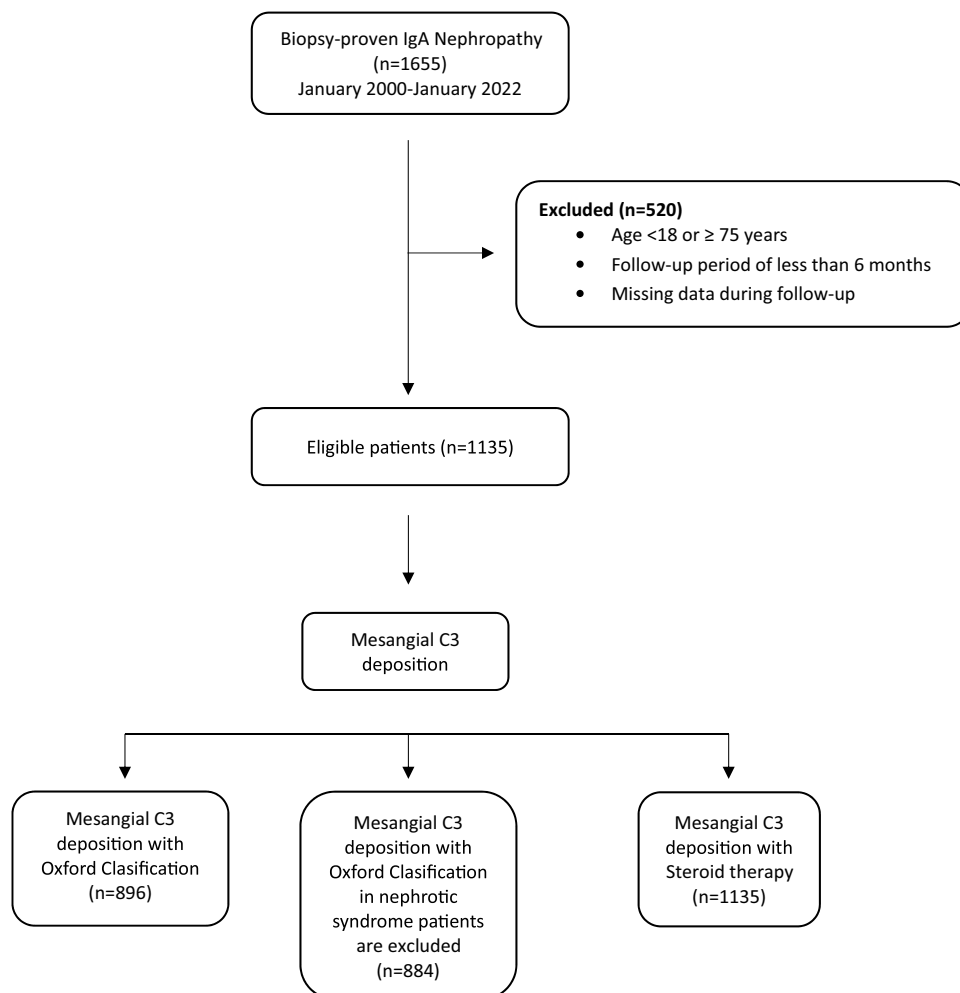 Biopsy-proven IgA Nephropathy
(n=1655)
January 2000-January 2022
Excluded (n=520)
• Age <18 or ≥ 75 years
• Follow-up period of less than 6 months
• Missing data during follow-up
Eligible patients (n=1135)
Mesangial C3
deposition
Mesangial C3
deposition with
Oxford Clasification
(n=896)
Mesangial C3
deposition with
Oxford Clasification
in nephrotic
syndrome patients
are excluded
(n=884)
Mesangial C3
deposition with
Steroid therapy
(n=1135)